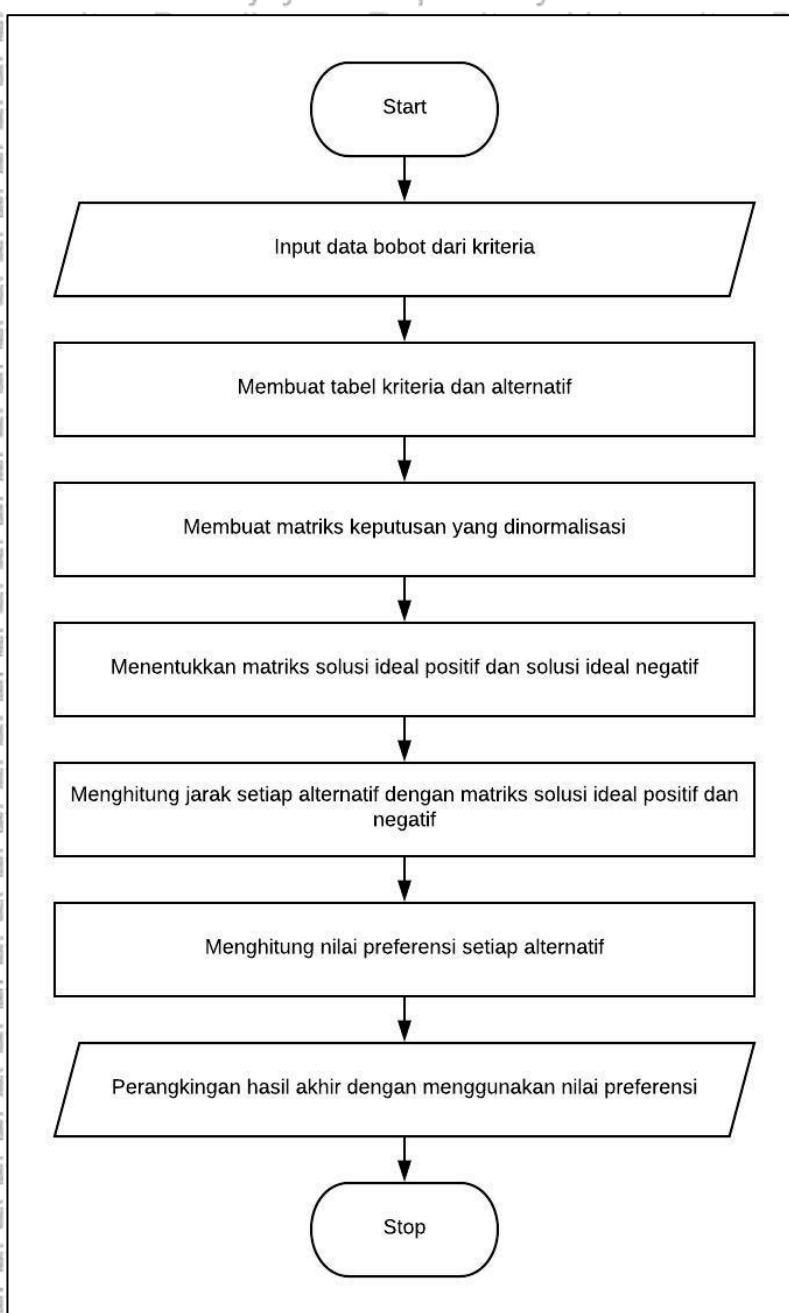 Start
Input data bobot dari kriteria
Membuat tabel kriteria dan alternatif
Membuat matriks keputusan yang dinormalisasi
Menentukkan matriks solusi ideal positif dan solusi ideal negatif
Menghitung jarak setiap alternatif dengan matriks solusi ideal positif dan
negatif
Menghitung nilai preferensi setiap alternatif
Perangkingan hasil akhir dengan menggunakan nilai preferensi
Stop